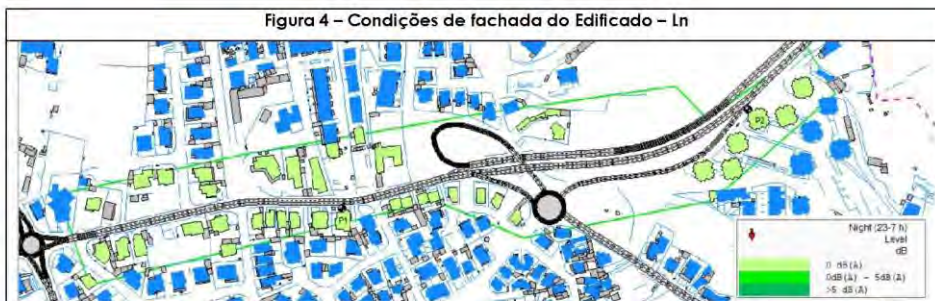 Figura 4 – Condições de fachada do Edificado – Ln
P2
P1
Night (23-7 h)
Level
dB
0 dB(A)
0dB(A) – 5dB(A)
>5 dB(A)